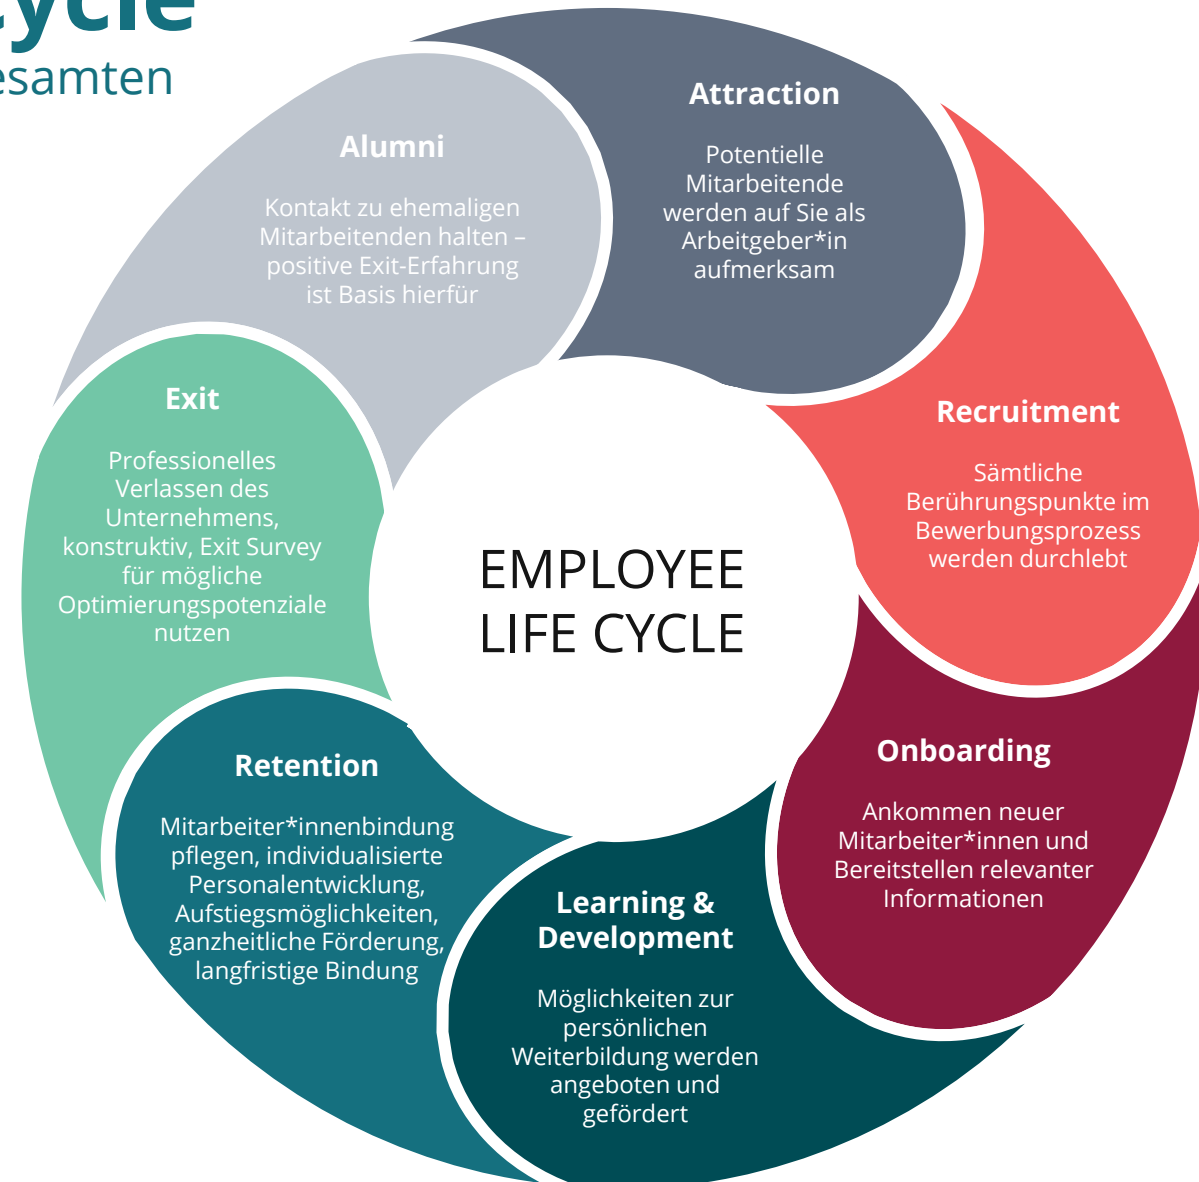 Attraction
Potentielle
Mitarbeitende
werden auf Sie als
Arbeitgeber*in
aufmerksam
Recruitment
Sämtliche
Berührungspunkte im
Bewerbungsprozess
werden durchlebt
Onboarding
Ankommen neuer
Mitarbeiter*innen und
Bereitstellen relevanter
Informationen
Learning &
Development
Möglichkeiten zur
persönlichen
Weiterbildung werden
angeboten und
gefördert
Retention
Mitarbeiter*innenbindung
pflegen, individualisierte
Personalentwicklung,
Aufstiegsmöglichkeiten,
ganzheitliche Förderung,
langfristige Bindung
Exit
Professionelles
Verlassen des
Unternehmens,
konstruktiv, Exit Survey
für mögliche
Optimierungspotenziale
nutzen
Alumni
Kontakt zu ehemaligen
Mitarbeitenden halten –
positive Exit-Erfahrung
ist Basis hierfür
EMPLOYEE
LIFE CYCLE